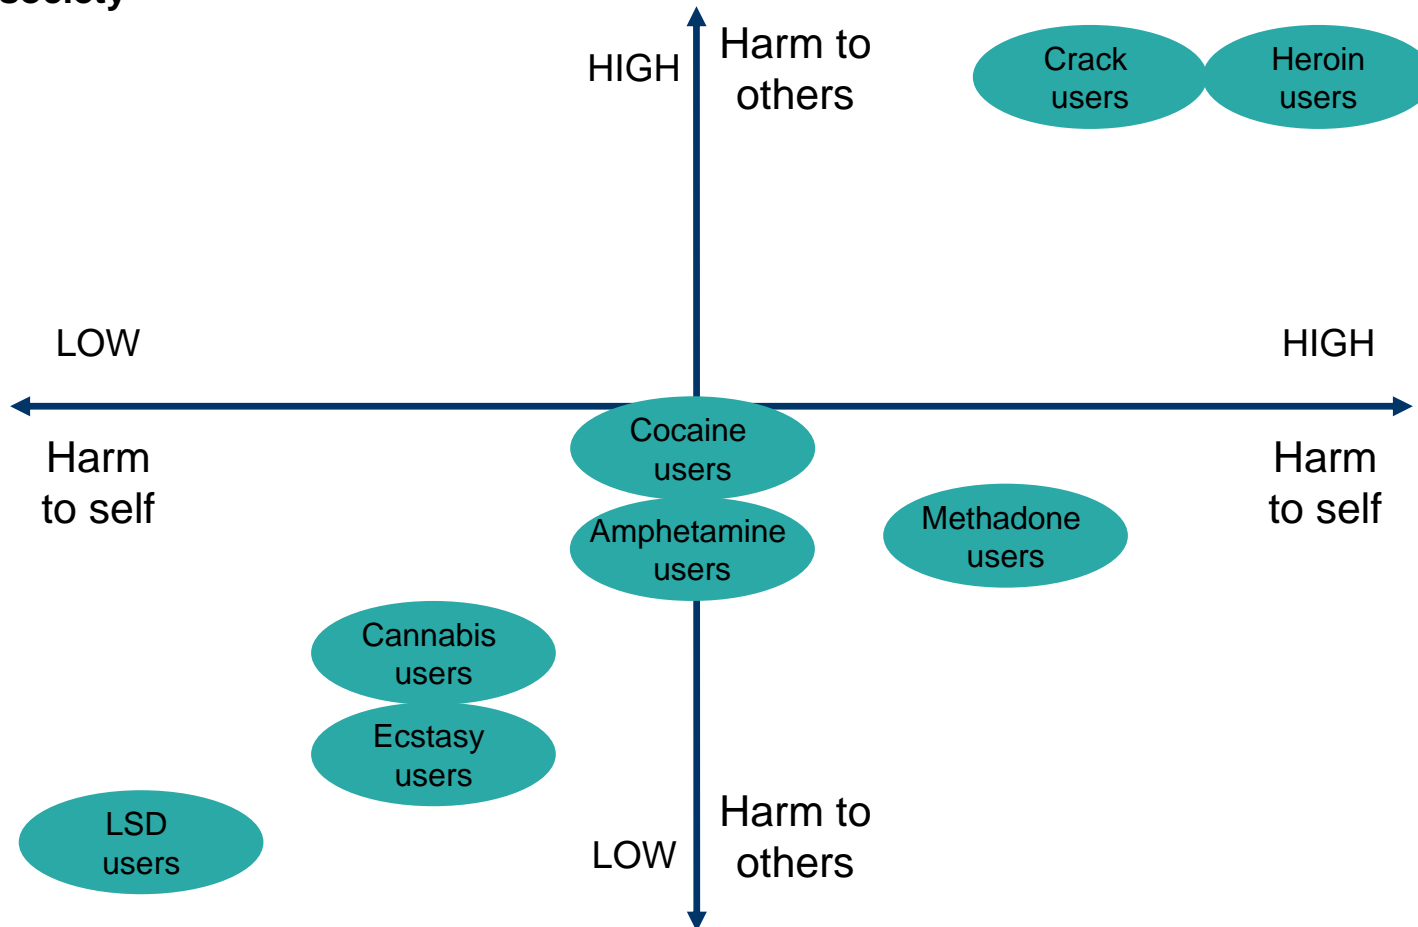 society
HIGH
Harm to
others
Crack
users
Heroin
users
LOW
HIGH
Harm
to self
Cocaine
users
Harm
to self
Amphetamine
users
Methadone
users
Cannabis
users
Ecstasy
users
LSD
users
LOW
Harm to
others